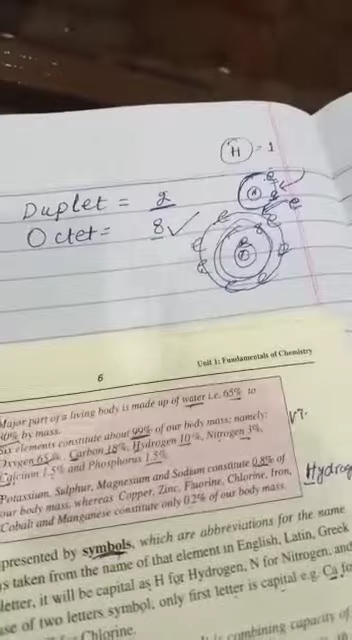 H = 1
Duplet = 2
Octet = 8
6
Unit 1: Fundamentals of Chemistry
Major part of a living body is made up of water i.e. 65% to
80% by mass.
Six elements constitute about 99% of our body mass; namely:
Oxygen 65%, Carbon 18%, Hydrogen 10%, Nitrogen 3%,
Calcium 1.5% and Phosphorus 1.5%.
Potassium, Sulphur, Magnesium and Sodium constitute 0.8% of
our body mass, whereas Copper, Zinc, Fluorine, Chlorine, Iron,
Cobalt and Manganese constitute only 0.2% of our body mass.
Hydrog
presented by symbols, which are abbreviations for the name
s taken from the name of that element in English, Latin, Greek
letter, it will be capital as H for Hydrogen, N for Nitrogen, and
ase of two letters symbol, only first letter is capital e.g. Ca for
Chlorine.
is combining capacity of